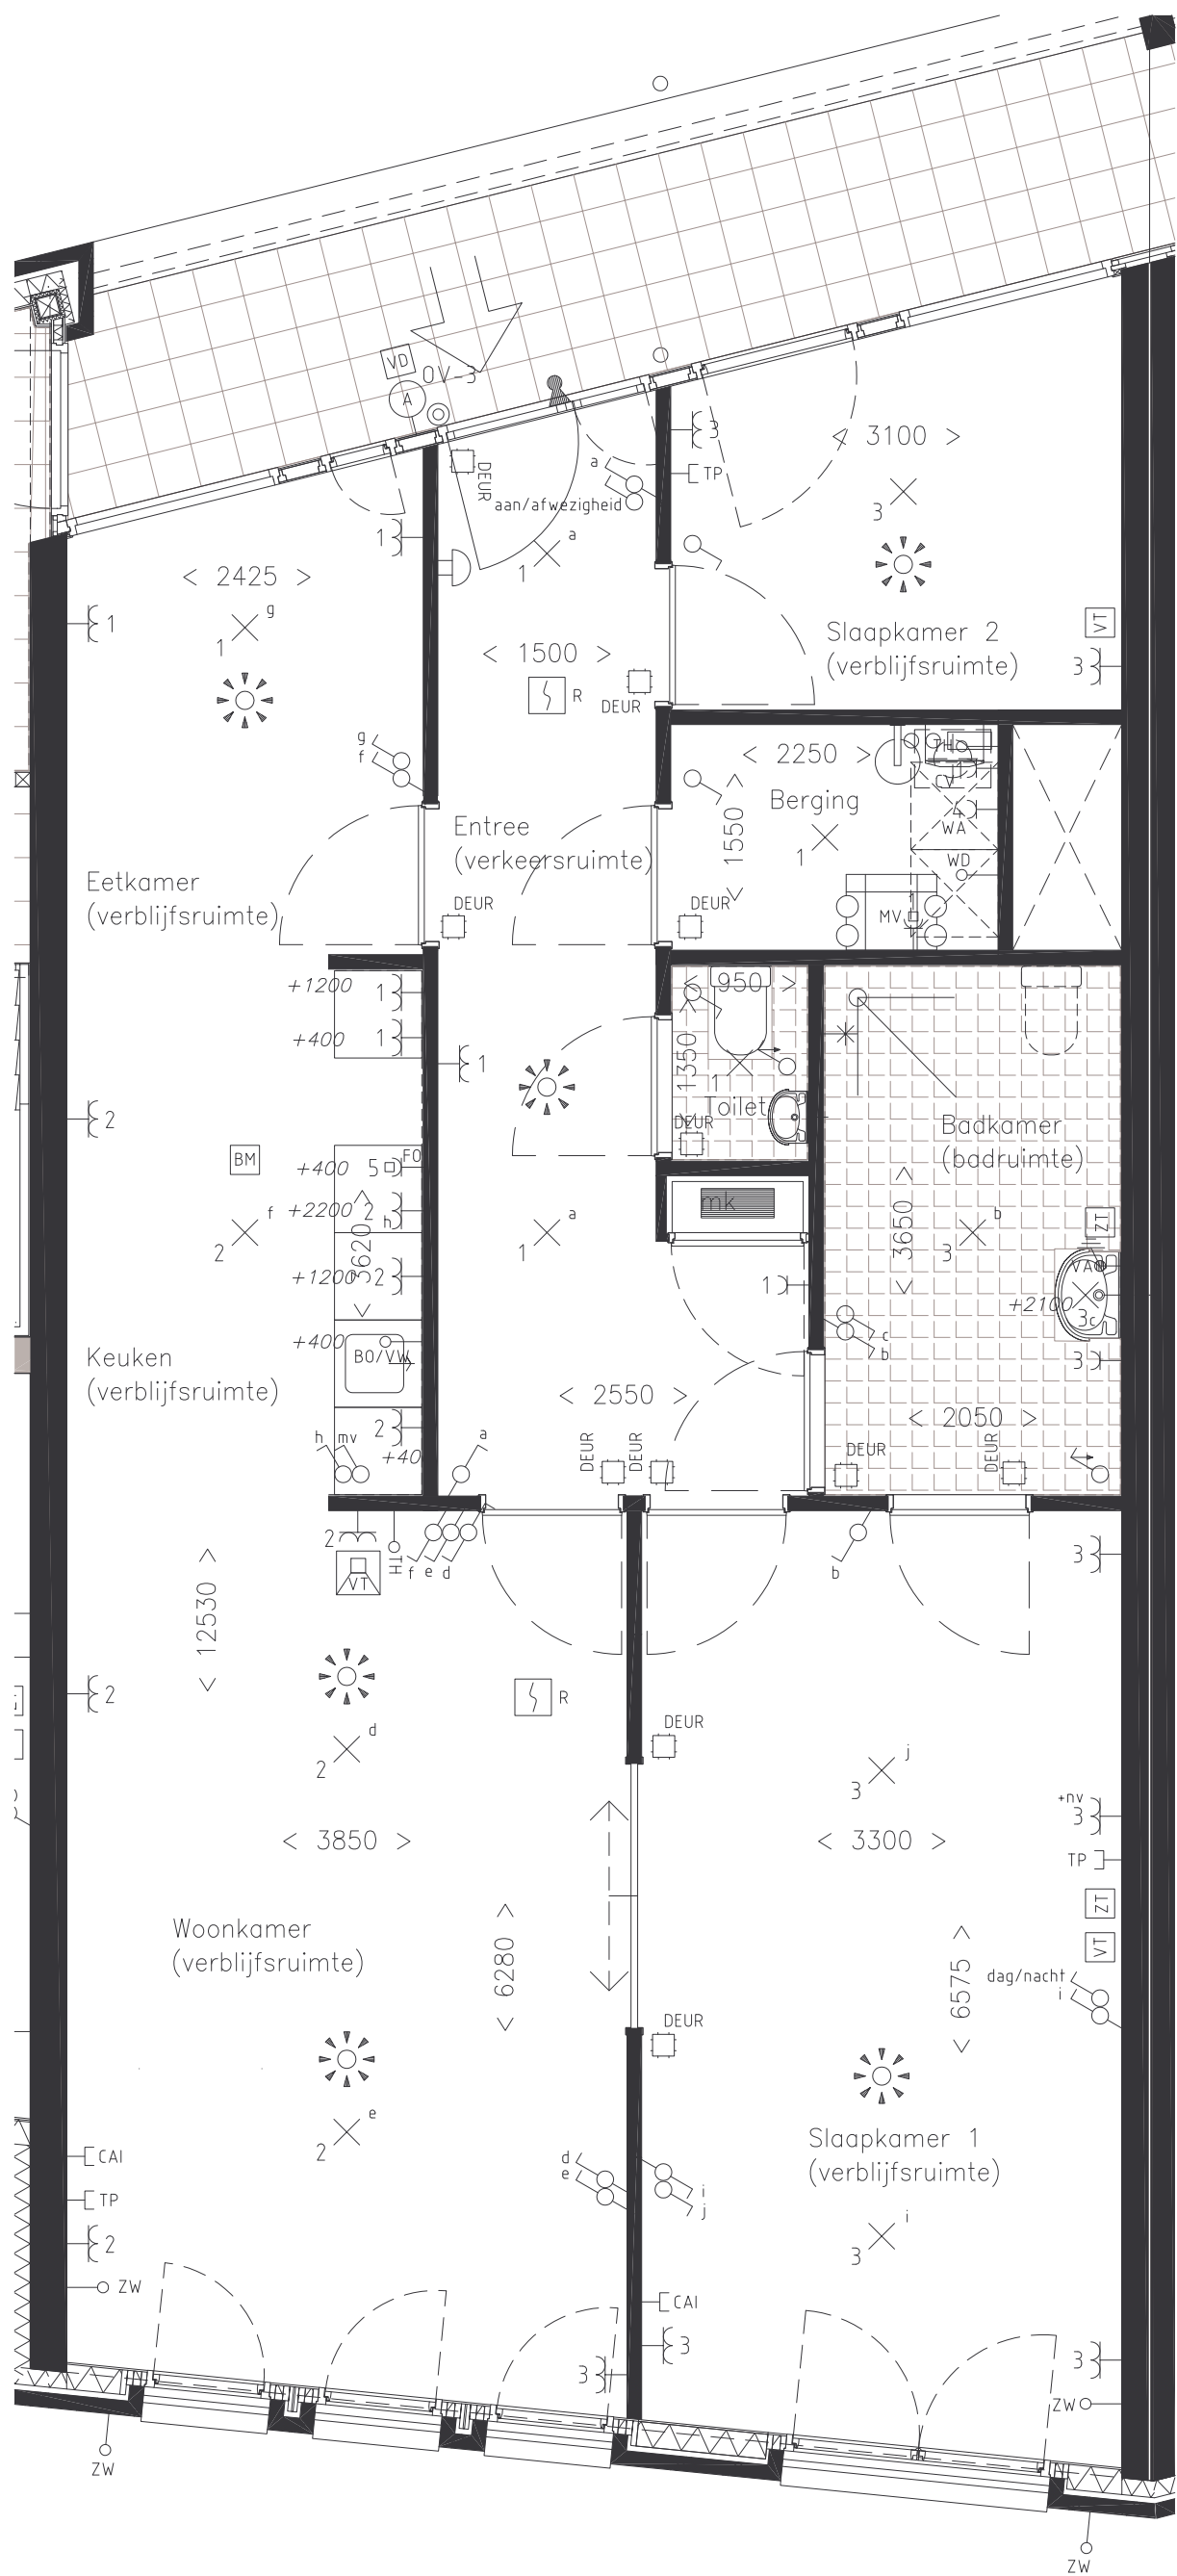 VD
OV-3
A
DEUR
a
aan/afwezigheid
3
TP
< 3100 >
3
1
a
1
< 2425 >
g
1
1
< 1500 >
R
DEUR
Slaapkamer 2
(verblijfsruimte)
VT
3
g
f
< 2250 >
TH
1
CV
4
WA
WD
Berging
1
< 1550 >
MV
Entree
(verkeersruimte)
Eetkamer
(verblijfsruimte)
DEUR
DEUR
+1200
1
+400
1
1
< 950 >
< 1350 >
1
Toilet
DEUR
2
BM
+400
5
FO
+2200
2
h
f
2
< 3620 >
+1200
2
a
1
mk
Badkamer
(badruimte)
b
3
< 3650 >
ZT
+2100
3c
1
c
b
3
+400
BO/VW
Keuken
(verblijfsruimte)
< 2550 >
< 2050 >
2
h
mv
a
DEUR
DEUR
DEUR
DEUR
2
TH
VT
f
e
d
b
3
< 12530 >
2
R
d
2
DEUR
j
3
+nv
3
TP
< 3850 >
< 3300 >
ZT
VT
Woonkamer
(verblijfsruimte)
< 6280 >
< 6575 >
dag/nacht
i
DEUR
e
2
Slaapkamer 1
(verblijfsruimte)
CAI
TP
2
ZW
d
e
i
j
i
3
CAI
3
3
3
ZW
ZW
ZW